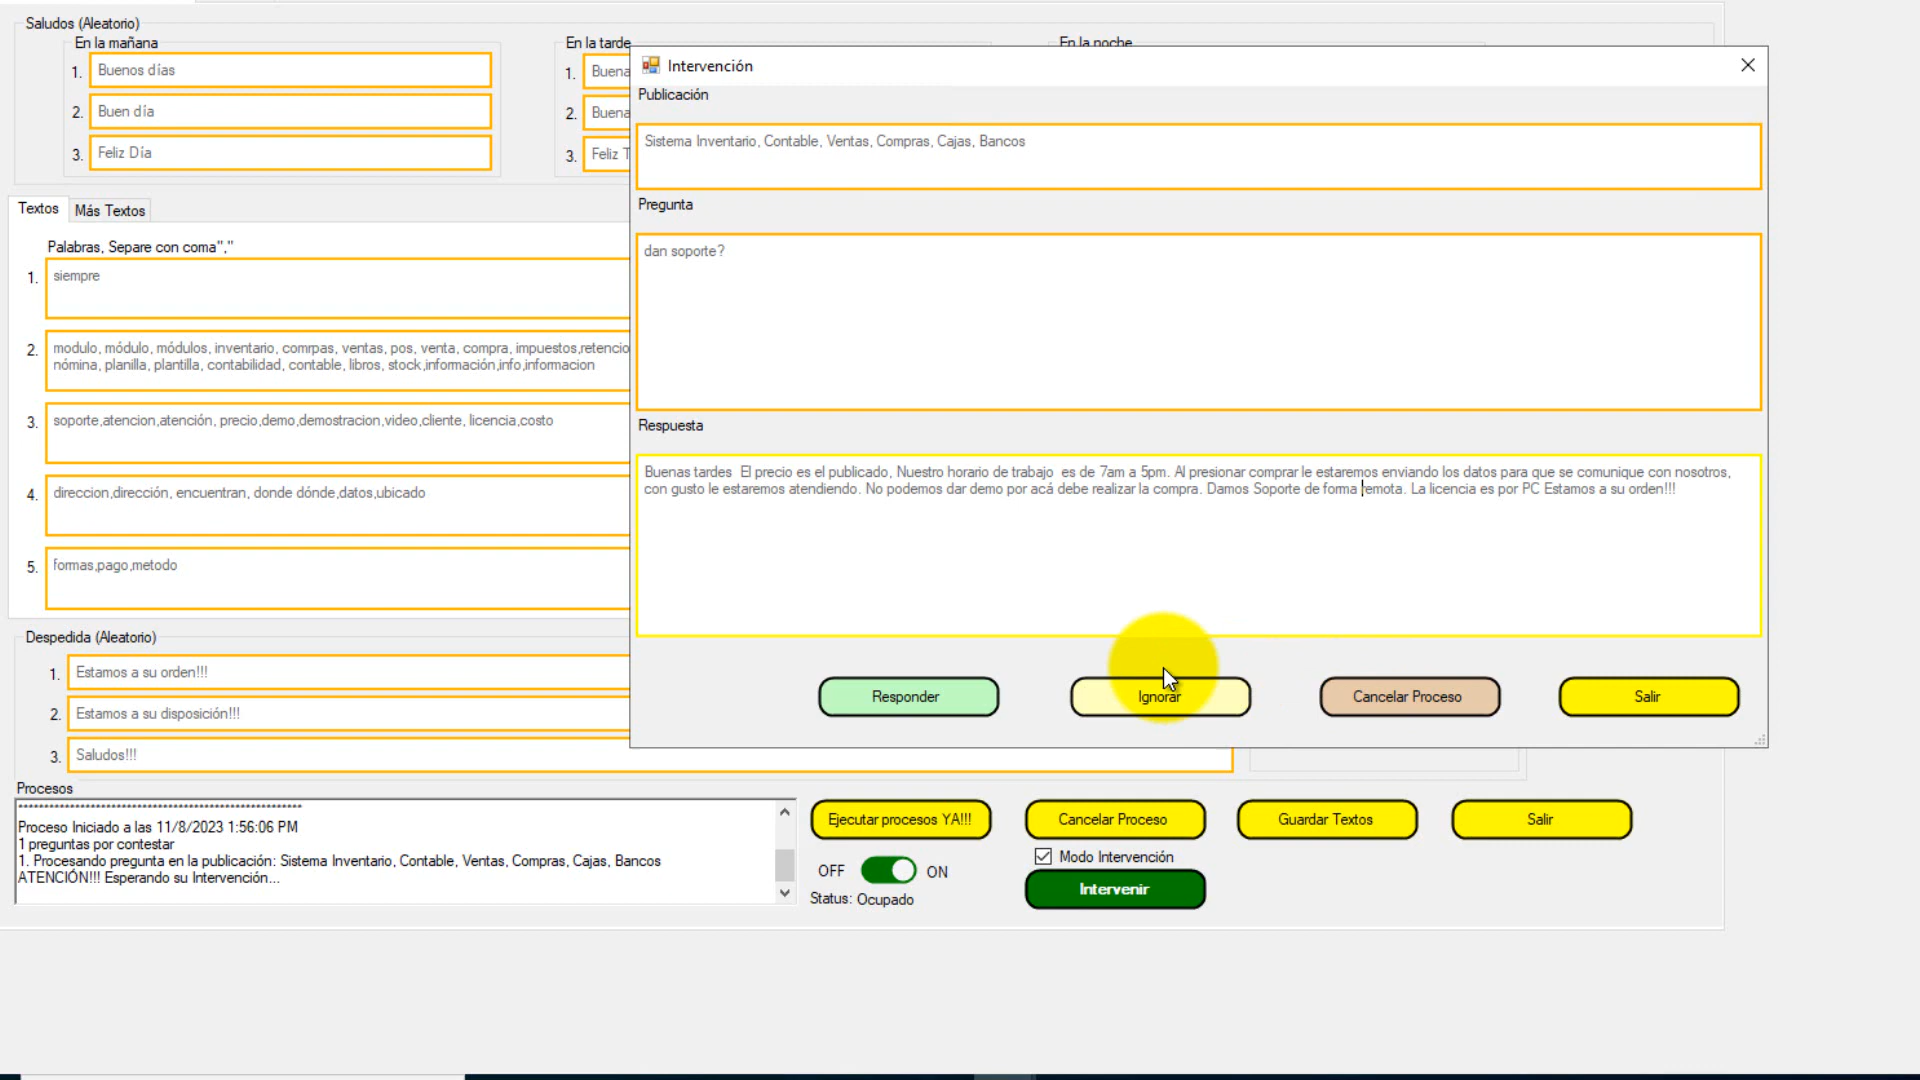 Saludos (Aleatorio)
En la mañana
1. Buenos días
2. Buen día
3. Feliz Día
En la tarde
1. Buena
2. Buena
3. Feliz T
En la noche
Intervención
Publicación
Sistema Inventario, Contable, Ventas, Compras, Cajas, Bancos
Pregunta
dan soporte?
Respuesta
Buenas tardes  El precio es el publicado, Nuestro horario de trabajo  es de 7am a 5pm. Al presionar comprar le estaremos enviando los datos para que se comunique con nosotros,
con gusto le estaremos atendiendo. No podemos dar demo por acá debe realizar la compra. Damos Soporte de forma remota. La licencia es por PC Estamos a su orden!!!
Responder
Ignorar
Cancelar Proceso
Salir
Textos
Más Textos
Palabras, Separe con coma","
1. siempre
2. modulo, módulo, módulos, inventario, comrpas, ventas, pos, venta, compra, impuestos,retencio
nómina, planilla, plantilla, contabilidad, contable, libros, stock,información,info,informacion
3. soporte,atencion,atención, precio,demo,demostracion,video,cliente, licencia,costo
4. direccion,dirección, encuentran, donde dónde,datos,ubicado
5. formas,pago,metodo
Despedida (Aleatorio)
1. Estamos a su orden!!!
2. Estamos a su disposición!!!
3. Saludos!!!
Procesos
************************************************************
Proceso Iniciado a las 11/8/2023 1:56:06 PM
1 preguntas por contestar
1. Procesando pregunta en la publicación: Sistema Inventario, Contable, Ventas, Compras, Cajas, Bancos
ATENCIÓN!!! Esperando su Intervención...
Ejecutar procesos YA!!!
Cancelar Proceso
Guardar Textos
Salir
OFF
ON
Modo Intervención
Status: Ocupado
Intervenir